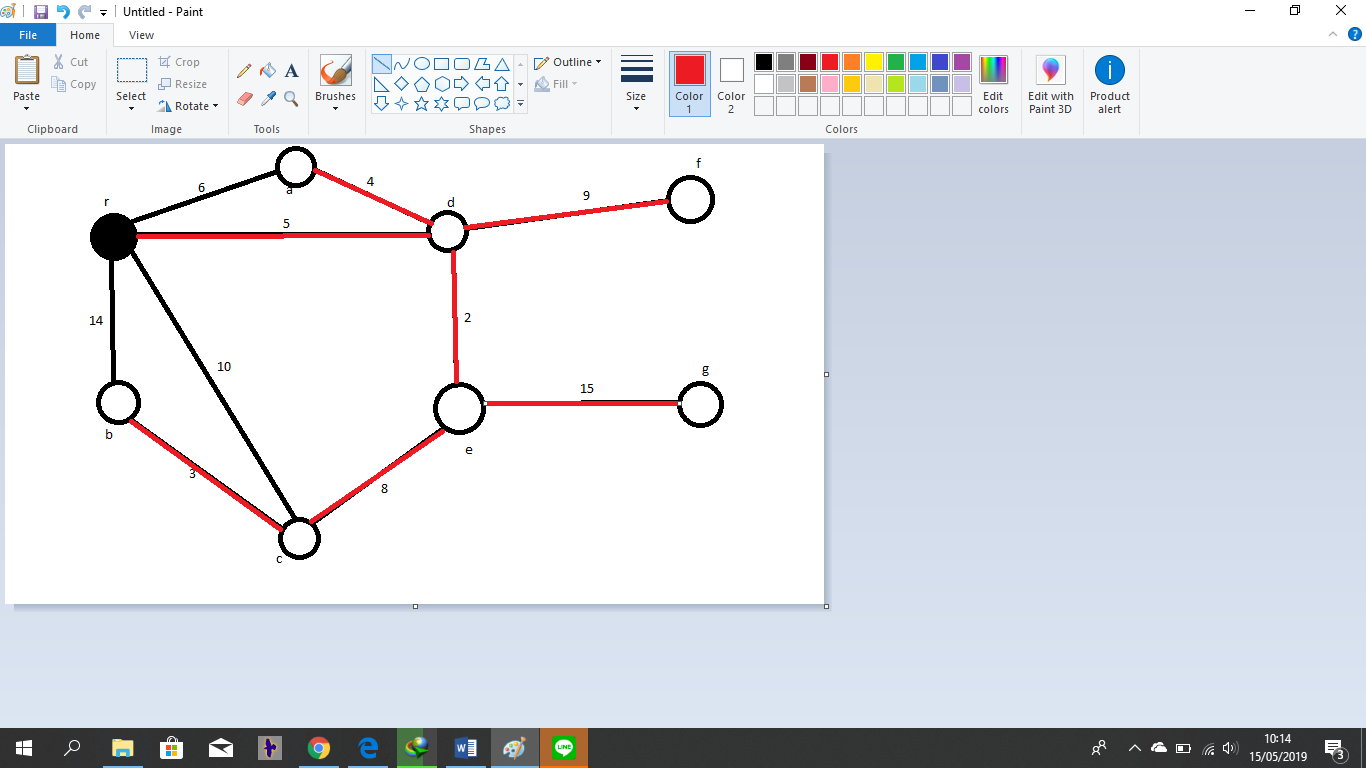 Untitled - Paint
File Home View
Paste
Cut
Copy
Clipboard
Select
Crop
Resize
Rotate
Image
A
Tools
Brushes
Outline
Fill
Shapes
Size
Color 1
Color 2
Colors
Edit colors
Edit with Paint 3D
Product alert
r
6
a
4
d
9
f
5
14
10
2
15
g
b
e
3
8
c
W
LINE
10:14
15/05/2019
3